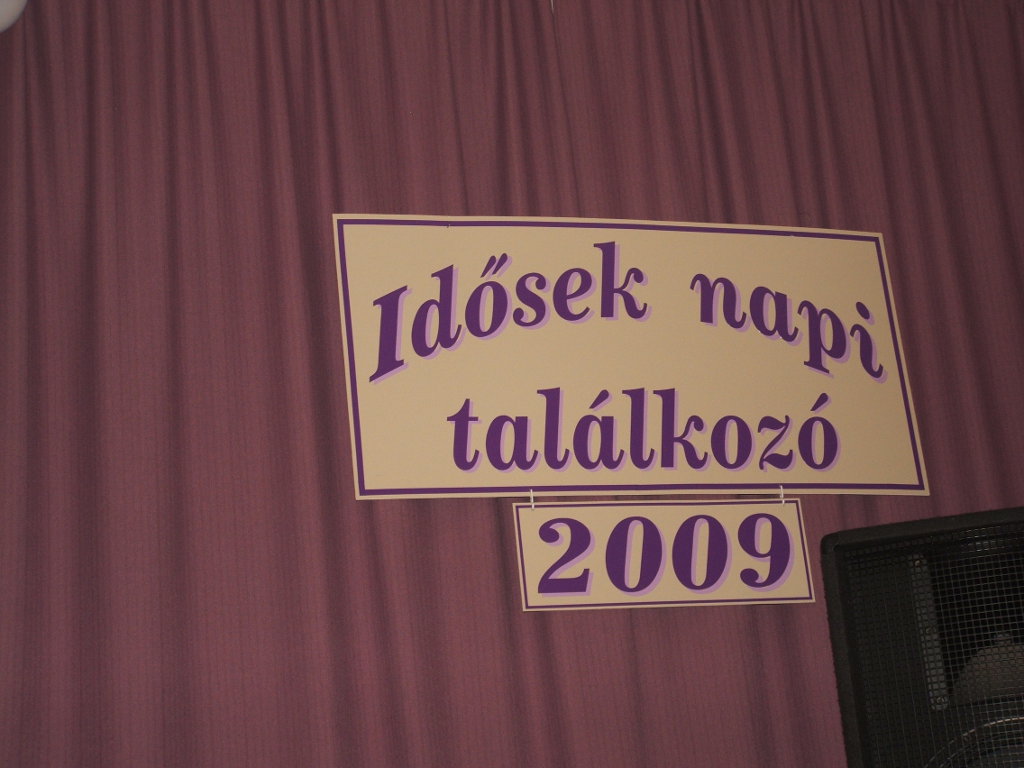 Idősek napi
találkozó
2009